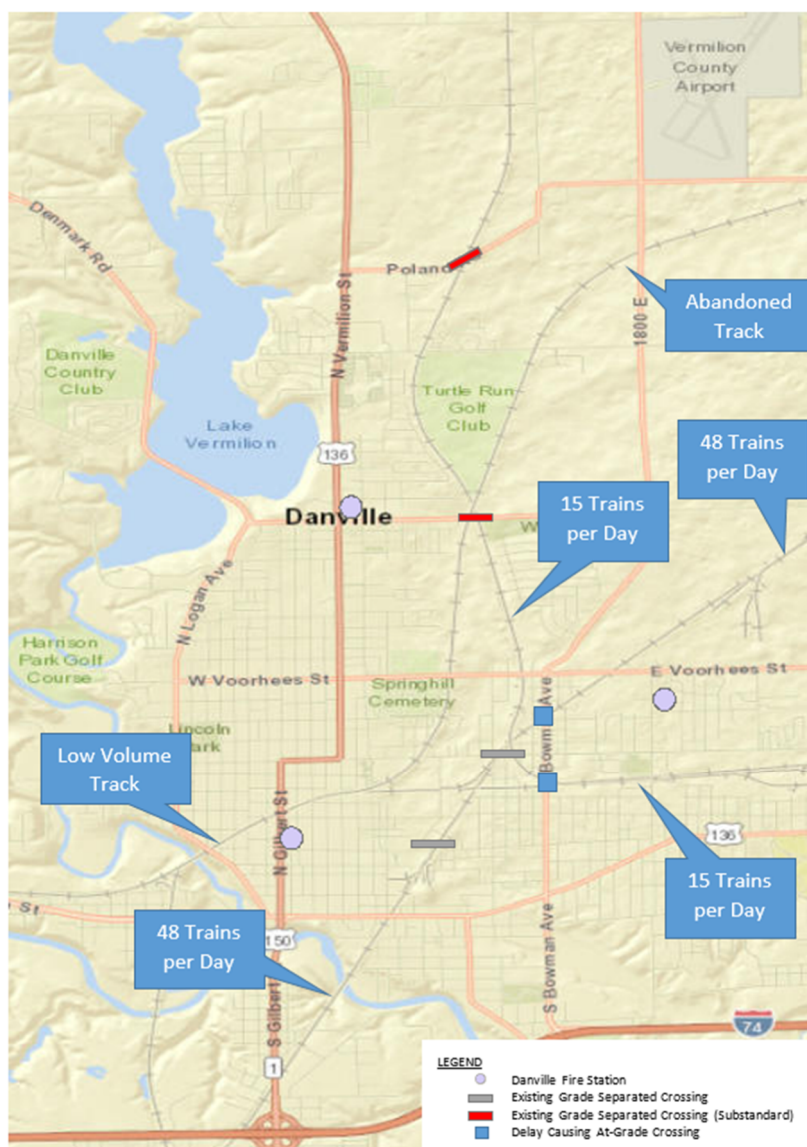 Vermilion
County
Airport
Denmark Rd
Poland
N Vermilion St
1800 E
Abandoned
Track
Danville
Country
Club
Turtle Run
Golf
Club
Lake
Vermilion
136
48 Trains
per Day
15 Trains
per Day
Danville
W
N Logan Ave
Harrison
Park Golf
Course
W Voorhees St
Springhill
Cemetery
E Voorhees St
Bowman Ave
Lincoln
Park
Low Volume
Track
N Gilbert St
136
15 Trains
per Day
St
48 Trains
per Day
150
S Gilbert
S Bowman Ave
74
1
LEGEND
Danville Fire Station
Existing Grade Separated Crossing
Existing Grade Separated Crossing (Substandard)
Delay Causing At-Grade Crossing